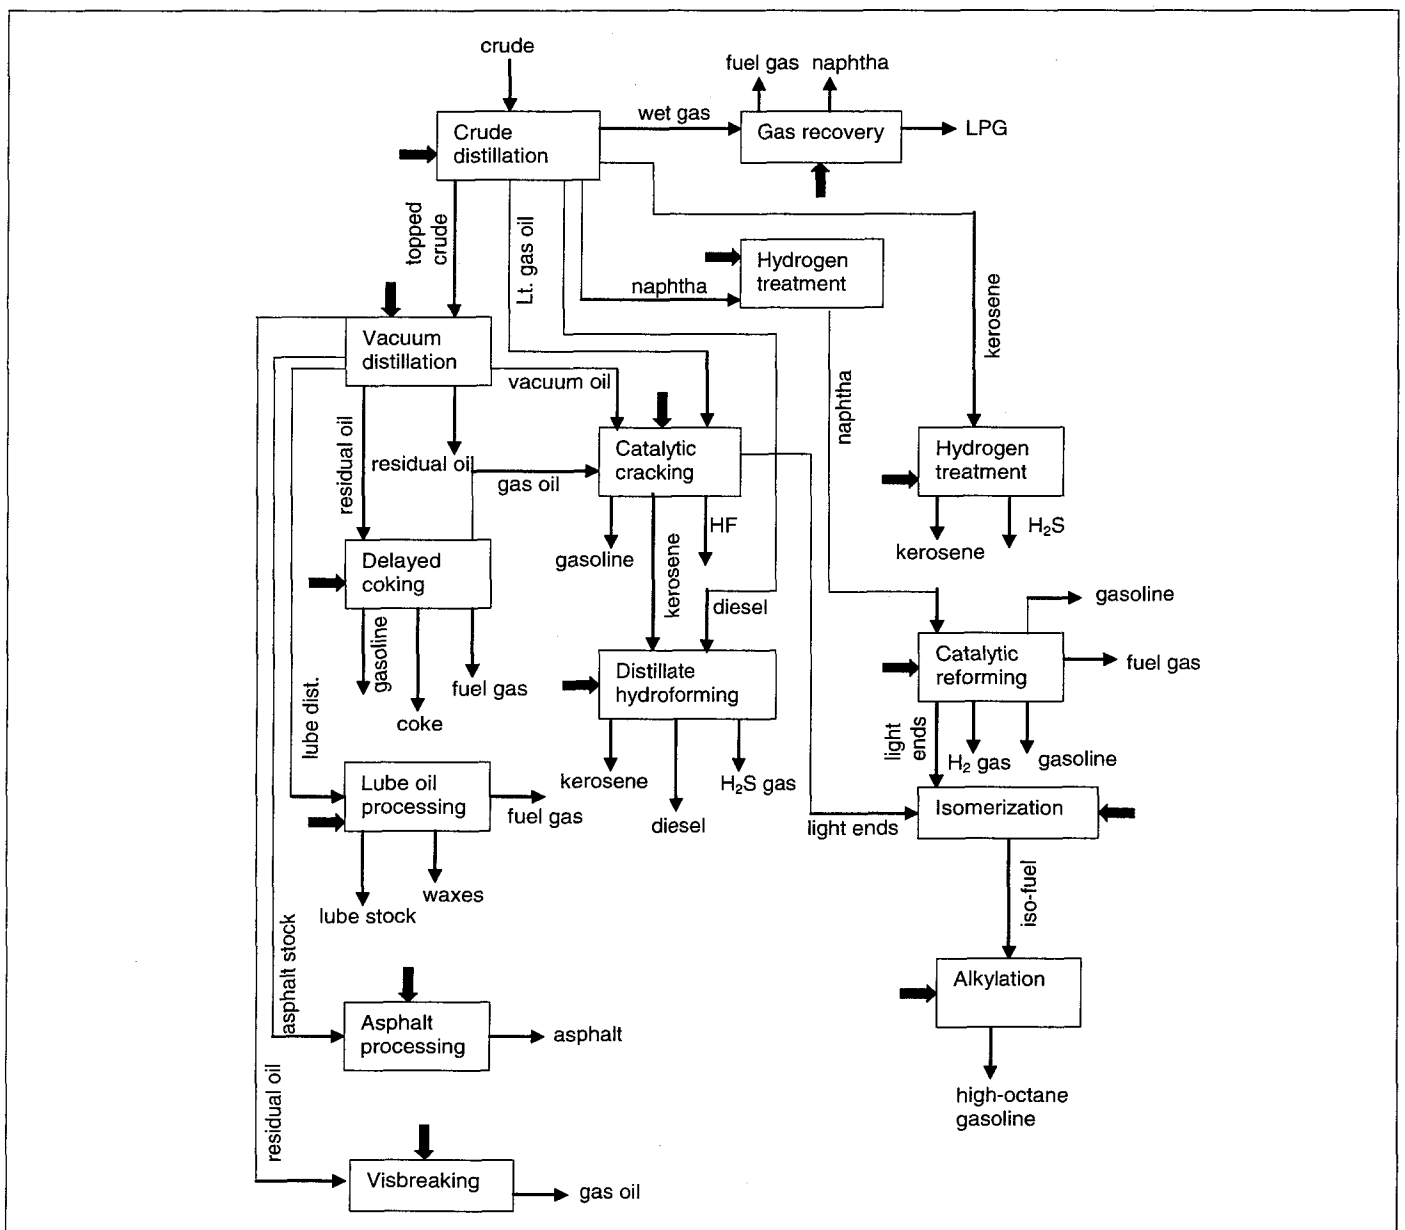 crude
fuel gas naphtha
wet gas
Crude
distillation
Gas recovery
LPG
topped
crude
Lt. gas oil
naphtha
Hydrogen
treatment
kerosene
Vacuum
distillation
vacuum oil
naphtha
residual oil
residual oil
gas oil
Catalytic
cracking
Hydrogen
treatment
gasoline
kerosene
HF
kerosene
H₂S
Delayed
coking
diesel
gasoline
coke
fuel gas
lube dist.
Distillate
hydroforming
Catalytic
reforming
gasoline
fuel gas
light
ends
H₂ gas
gasoline
kerosene
diesel
H₂S gas
Lube oil
processing
fuel gas
light ends
Isomerization
lube stock
waxes
iso-fuel
asphalt stock
Alkylation
Asphalt
processing
asphalt
high-octane
gasoline
residual oil
Visbreaking
gas oil